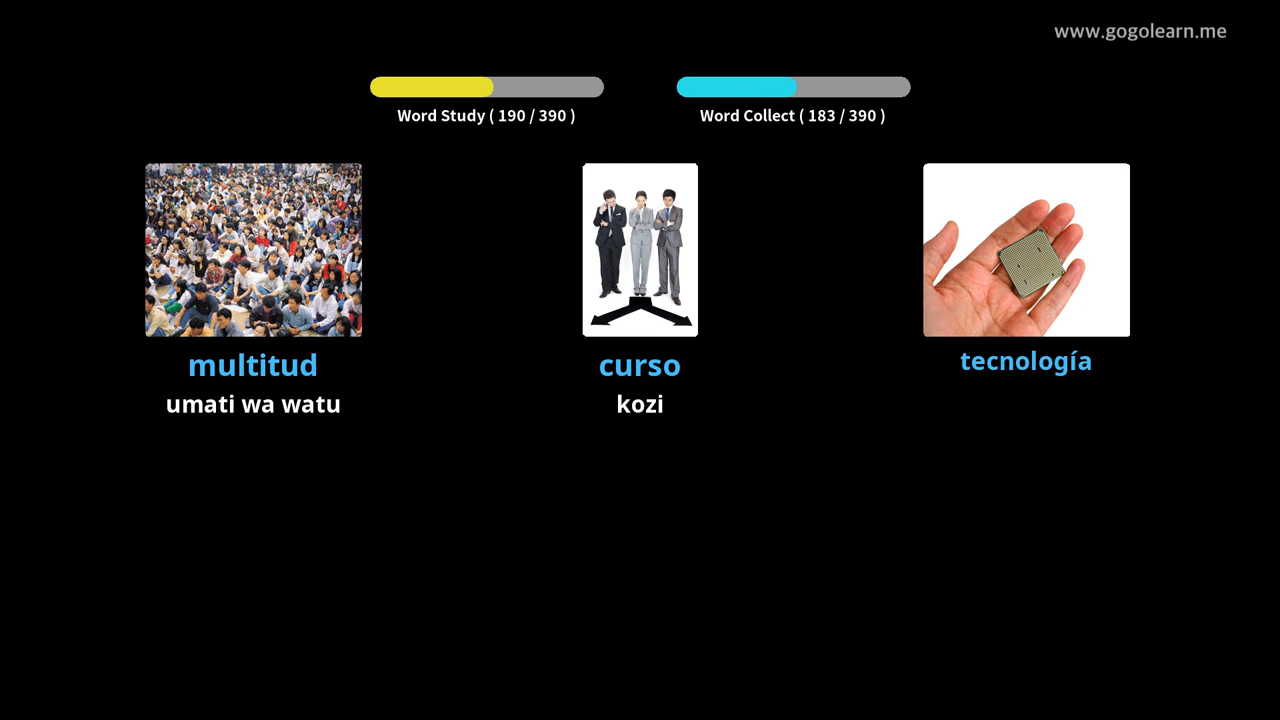 www.gogolearn.me
Word Study ( 190 / 390 )
Word Collect ( 183 / 390 )
multitud
umati wa watu
curso
kozi
tecnología